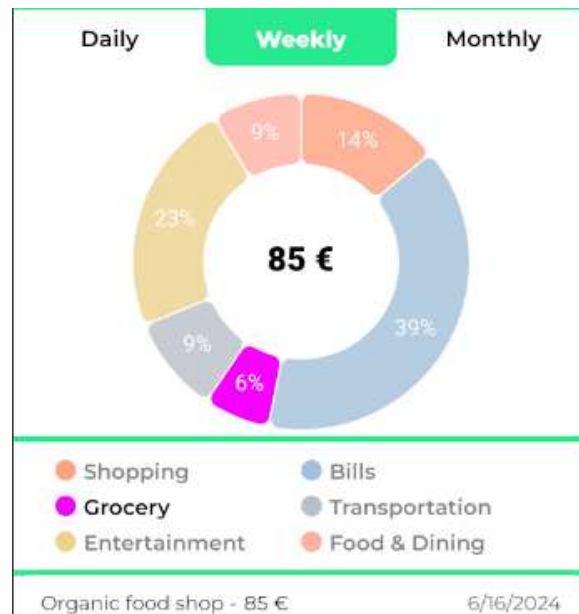 Daily Weekly Monthly
9% 14%
23%
85 €
39%
9%
6%
Shopping Bills
Grocery Transportation
Entertainment Food & Dining
Organic food shop - 85 € 6/16/2024